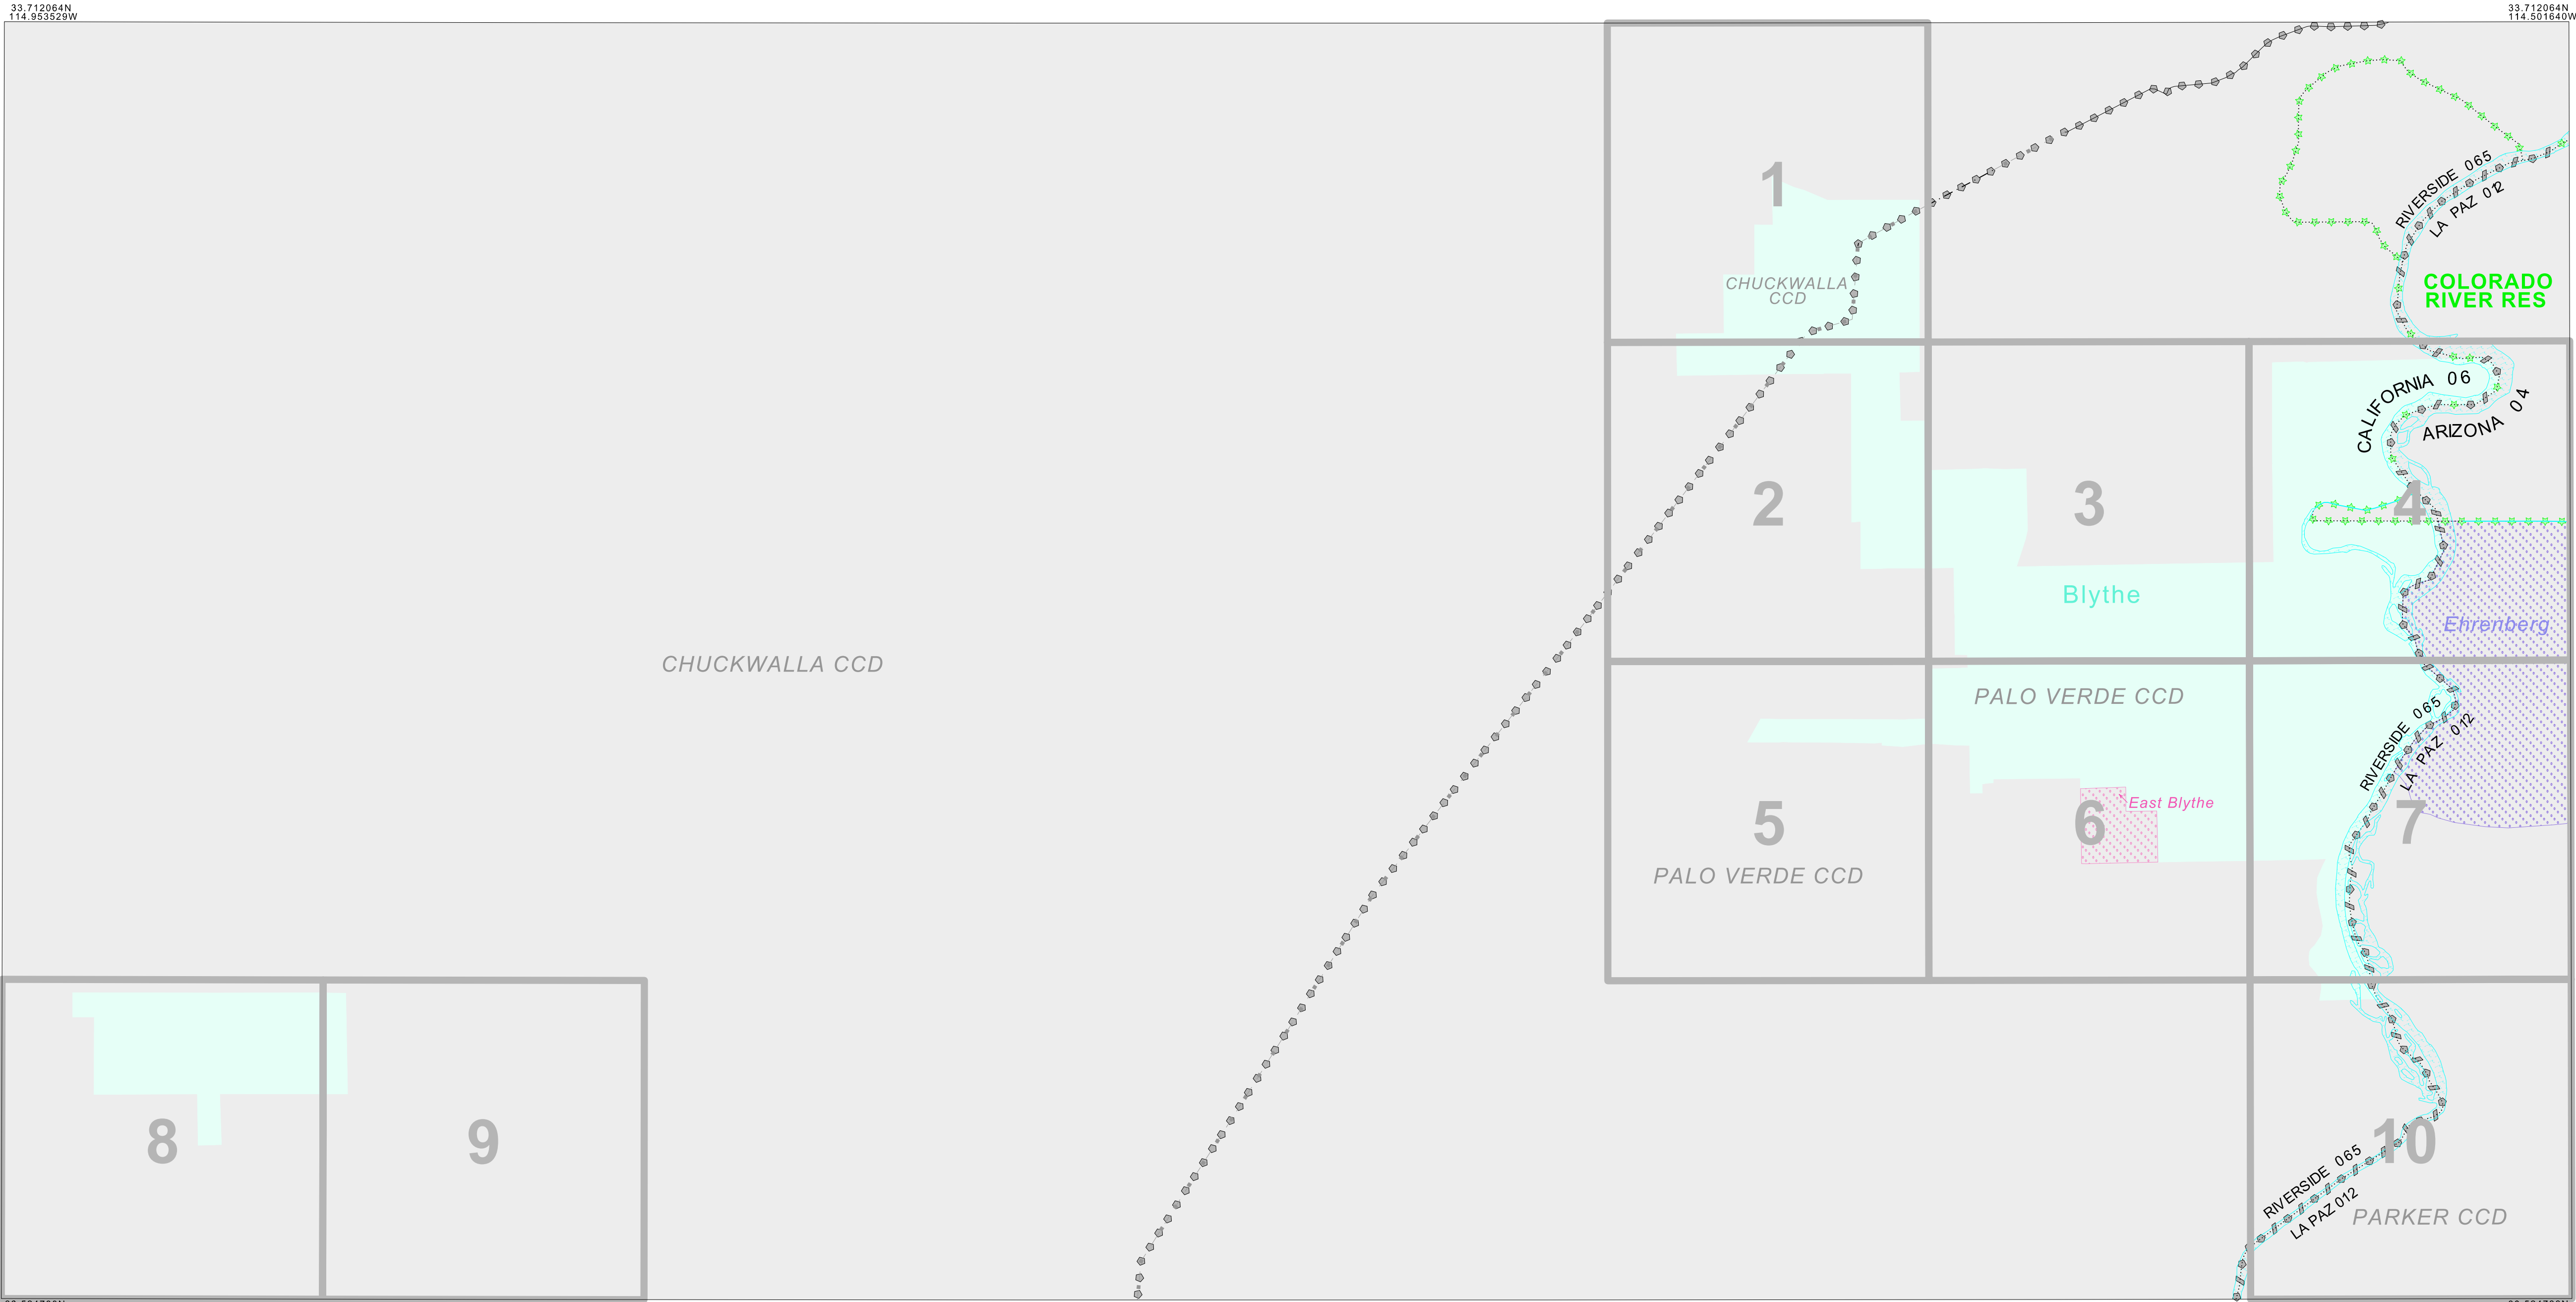 33.712064N
114.953529W
33.712064N
114.501640W
1
RIVERSIDE 065
LA PAZ 012
CHUCKWALLA
CCD
COLORADO
RIVER RES
CALIFORNIA 06
ARIZONA 04
2
3
4
Blythe
Ehrenberg
CHUCKWALLA CCD
PALO VERDE CCD
RIVERSIDE 065
LA PAZ 012
East Blythe
5
6
7
PALO VERDE CCD
8
9
10
RIVERSIDE 065
LA PAZ 012
PARKER CCD